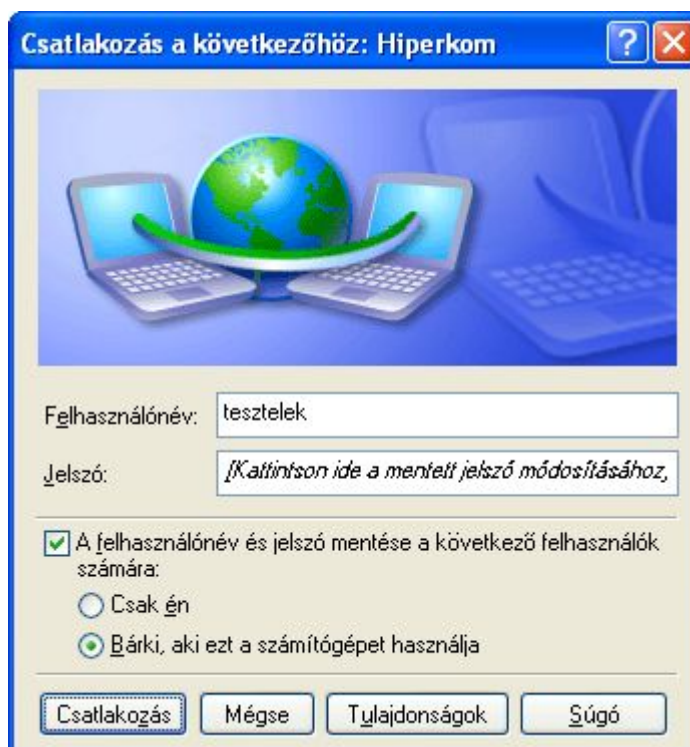 Csatlakozás a következőhöz: Hiperkom
Felhasználónév: tesztelek
Jelszó: [Kattintson ide a mentett jelszó módosításához,
A felhasználónév és jelszó mentése a következő felhasználók
számára:
Csak én
Bárki, aki ezt a számítógépet használja
Csatlakozás Mégse Tulajdonságok Súgó